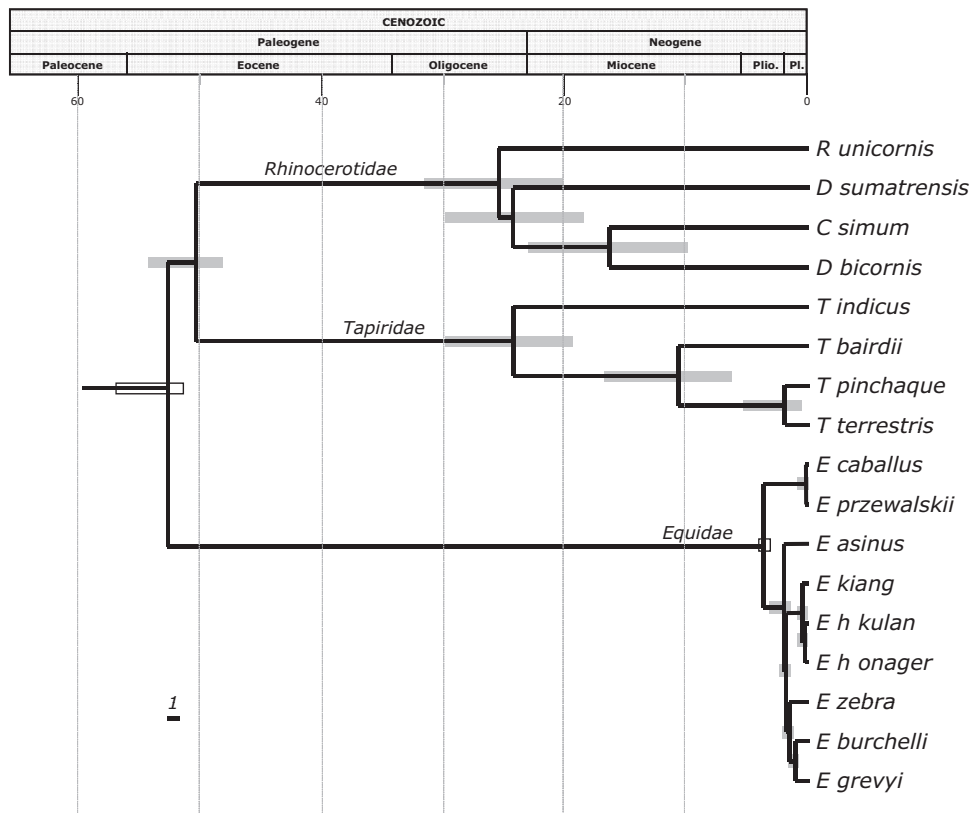 CENOZOIC
Paleogene Neogene
Paleocene Eocene Oligocene Miocene Plio. Pl.
60 40 20 0
R unicornis
Rhinocerotidae
D sumatrensis
C simum
D bicornis
T indicus
Tapiridae
T bairdii
T pinchaque
T terrestris
E caballus
E przewalskii
Equidae
E asinus
E kiang
E h kulan
E h onager
1
E zebra
E burchelli
E grevyi